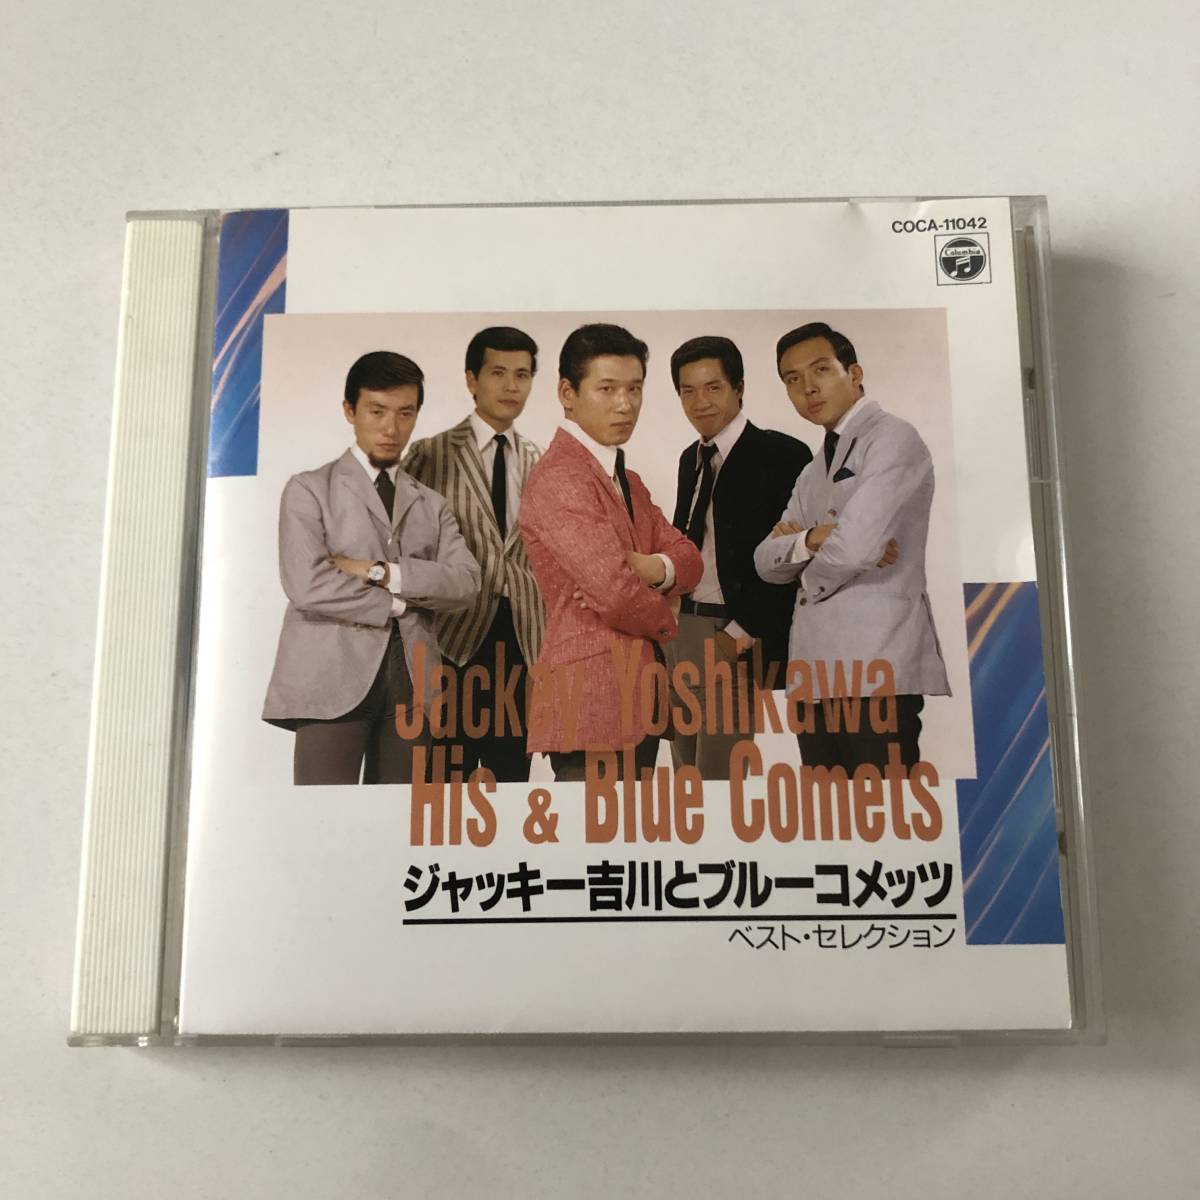 COCA-11042
Columbia
Jackey Yoshikawa
His & Blue Comets
ジャッキー吉川とブルーコメッツ
ベスト・セレクション